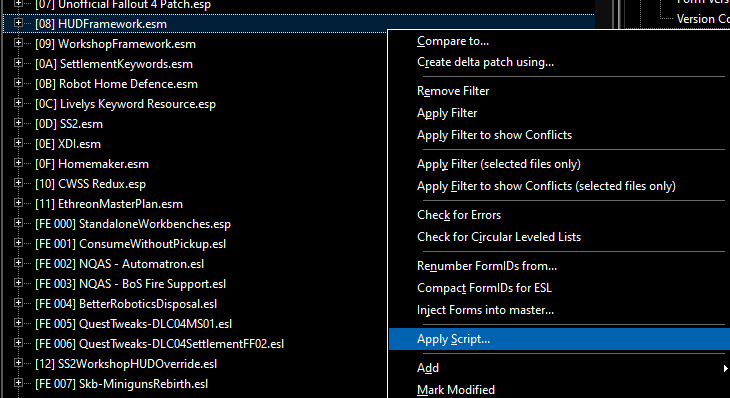 [07] Unofficial Fallout 4 Patch.esp
[08] HUDFramework.esm
[09] WorkshopFramework.esm
[0A] SettlementKeywords.esm
[0B] Robot Home Defence.esm
[0C] Livelys Keyword Resource.esp
[0D] SS2.esm
[0E] XDI.esm
[0F] Homemaker.esm
[10] CWSS Redux.esp
[11] EthreonMasterPlan.esm
[FE 000] StandaloneWorkbenches.esp
[FE 001] ConsumeWithoutPickup.esl
[FE 002] NQAS - Automatron.esl
[FE 003] NQAS - BoS Fire Support.esl
[FE 004] BetterRoboticsDisposal.esl
[FE 005] QuestTweaks-DLC04MS01.esl
[FE 006] QuestTweaks-DLC04SettlementFF02.esl
[12] SS2WorkshopHUDOverride.esl
[FE 007] Skb-MinigunsRebirth.esl
Compare to...
Create delta patch using...
Remove Filter
Apply Filter
Apply Filter to show Conflicts
Apply Filter (selected files only)
Apply Filter to show Conflicts (selected files only)
Check for Errors
Check for Circular Leveled Lists
Renumber FormIDs from...
Compact FormIDs for ESL
Inject Forms into master...
Apply Script...
Add
Mark Modified
Version Co